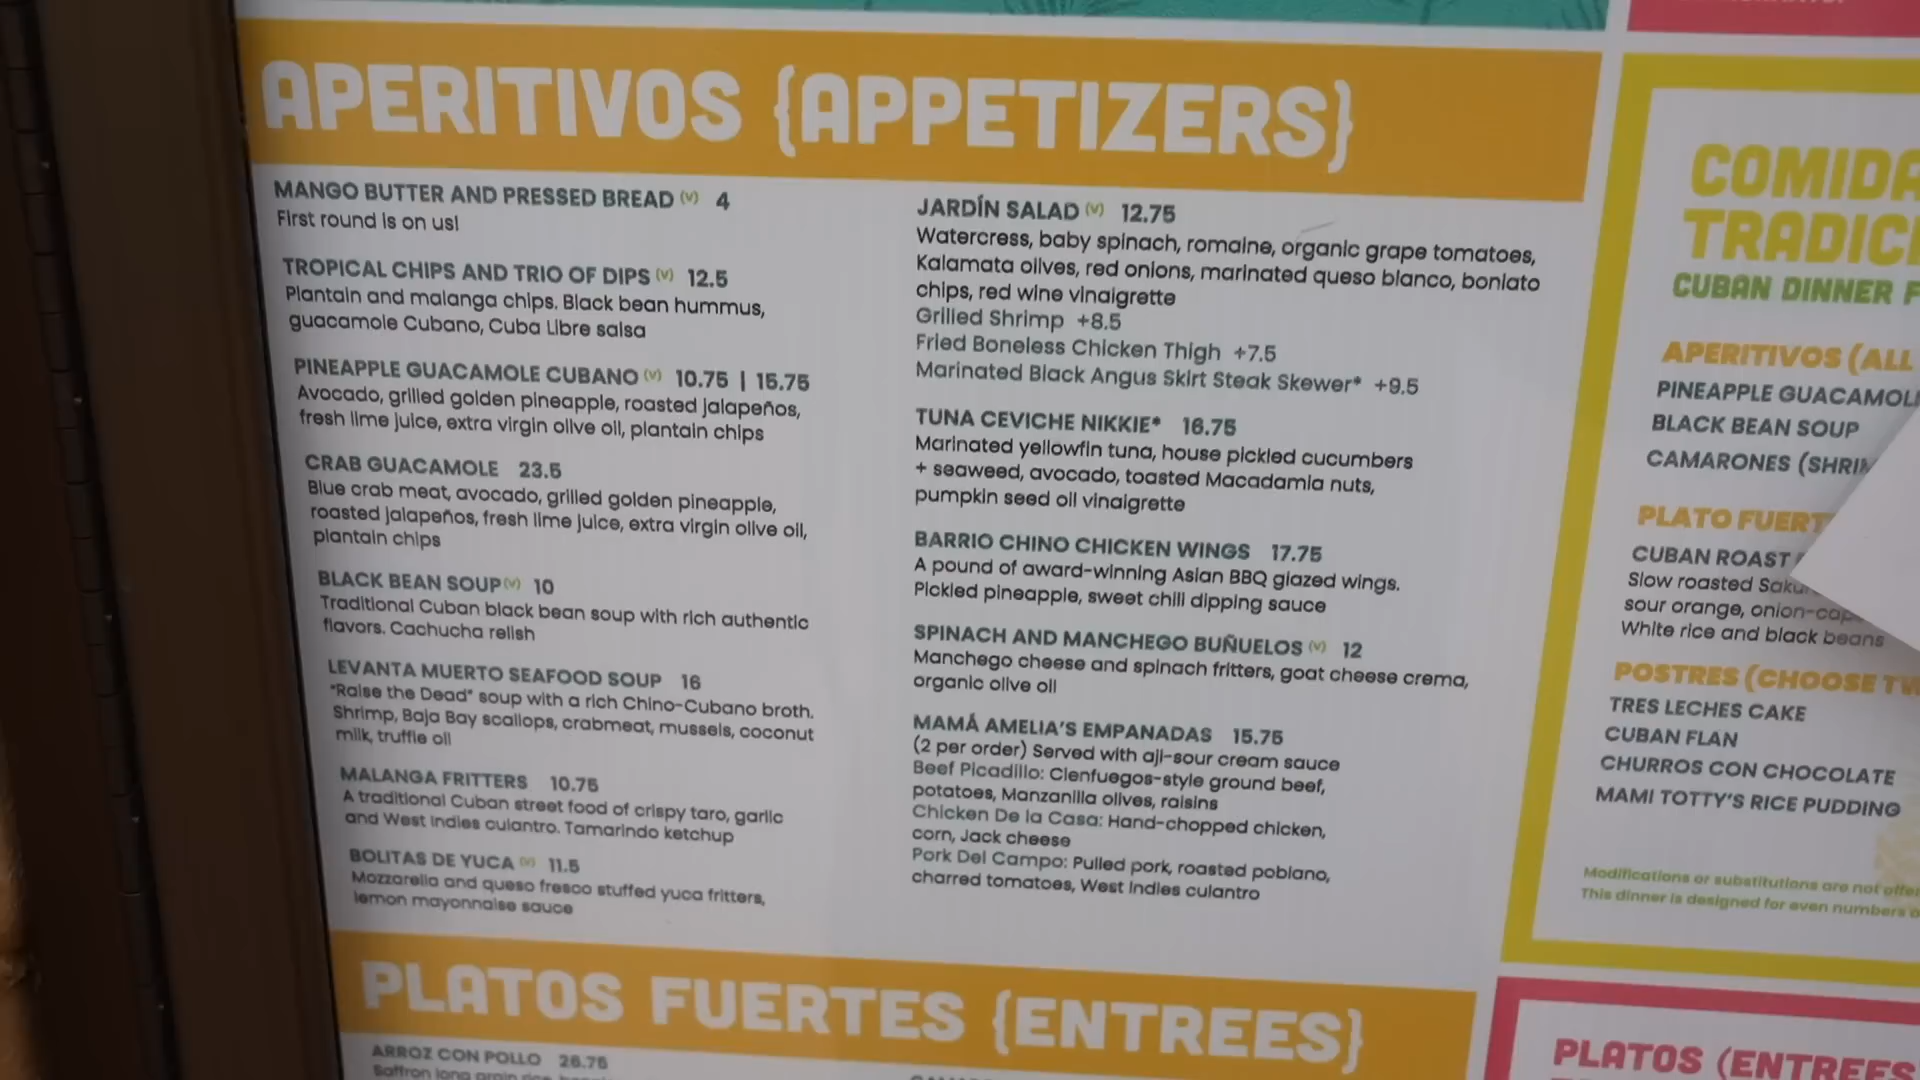 APERITIVOS {APPETIZERS}
MANGO BUTTER AND PRESSED BREAD (V) 4
First round is on us!
TROPICAL CHIPS AND TRIO OF DIPS (V) 12.5
Plantain and malanga chips. Black bean hummus,
guacamole Cubano, Cuba Libre salsa
PINEAPPLE GUACAMOLE CUBANO (V) 10.75 | 15.75
Avocado, grilled golden pineapple, roasted jalapeños,
fresh lime juice, extra virgin olive oil, plantain chips
CRAB GUACAMOLE 23.5
Blue crab meat, avocado, grilled golden pineapple,
roasted jalapeños, fresh lime juice, extra virgin olive oil,
plantain chips
BLACK BEAN SOUP (V) 10
Traditional Cuban black bean soup with rich authentic
flavors. Cachucha relish
LEVANTA MUERTO SEAFOOD SOUP 16
"Raise the Dead" soup with a rich Chino-Cubano broth.
Shrimp, Baja Bay scallops, crabmeat, mussels, coconut
milk, truffle oil
MALANGA FRITTERS 10.75
A traditional Cuban street food of crispy taro, garlic
and West Indies culantro. Tamarindo ketchup
BOLITAS DE YUCA (V) 11.5
Mozzarella and queso fresco stuffed yuca fritters,
lemon mayonnaise sauce
JARDÍN SALAD (V) 12.75
Watercress, baby spinach, romaine, organic grape tomatoes,
Kalamata olives, red onions, marinated queso blanco, boniato
chips, red wine vinaigrette
Grilled Shrimp +8.5
Fried Boneless Chicken Thigh +7.5
Marinated Black Angus Skirt Steak Skewer* +9.5
TUNA CEVICHE NIKKIE* 16.75
Marinated yellowfin tuna, house pickled cucumbers
+ seaweed, avocado, toasted Macadamia nuts,
pumpkin seed oil vinaigrette
BARRIO CHINO CHICKEN WINGS 17.75
A pound of award-winning Asian BBQ glazed wings.
Pickled pineapple, sweet chili dipping sauce
SPINACH AND MANCHEGO BUÑUELOS (V) 12
Manchego cheese and spinach fritters, goat cheese crema,
organic olive oil
MAMÁ AMELIA'S EMPANADAS 15.75
(2 per order) Served with aji-sour cream sauce
Beef Picadillo: Cienfuegos-style ground beef,
potatoes, Manzanilla olives, raisins
Chicken De la Casa: Hand-chopped chicken,
corn, Jack cheese
Pork Del Campo: Pulled pork, roasted poblano,
charred tomatoes, West Indies culantro
PLATOS FUERTES {ENTREES}
ARROZ CON POLLO 26.75
Saffron long grain rice,
COMIDA
CUBAN DINNER
APERITIVOS (ALL
PINEAPPLE
BLACK BEAN SOUP
CAMARONES
PLATO
CUBAN ROAST
Slow roasted
sour orange,
White rice and black beans
POSTRES (CHOOSE
TRES LECHES CAKE
CUBAN FLAN
CHURROS CON CHOCOLATE
MAMI TOTTY'S RICE PUDDING
Modifications or substitutions are not
This dinner is designed for even numbers
PLATOS (ENTREES